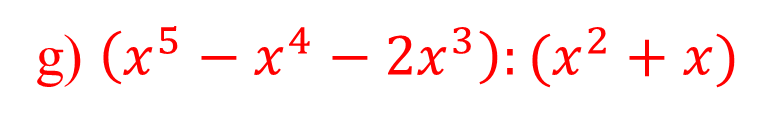 g) (x⁵ − x⁴ − 2x³): (x² + x)